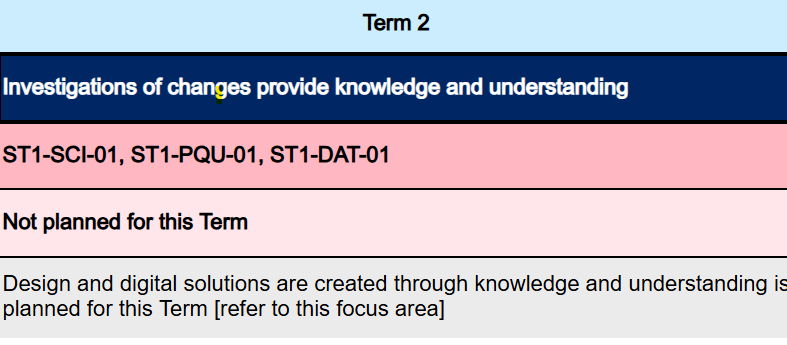 Term 2
Investigations of changes provide knowledge and understanding
ST1-SCI-01, ST1-PQU-01, ST1-DAT-01
Not planned for this Term
Design and digital solutions are created through knowledge and understanding is
planned for this Term [refer to this focus area]